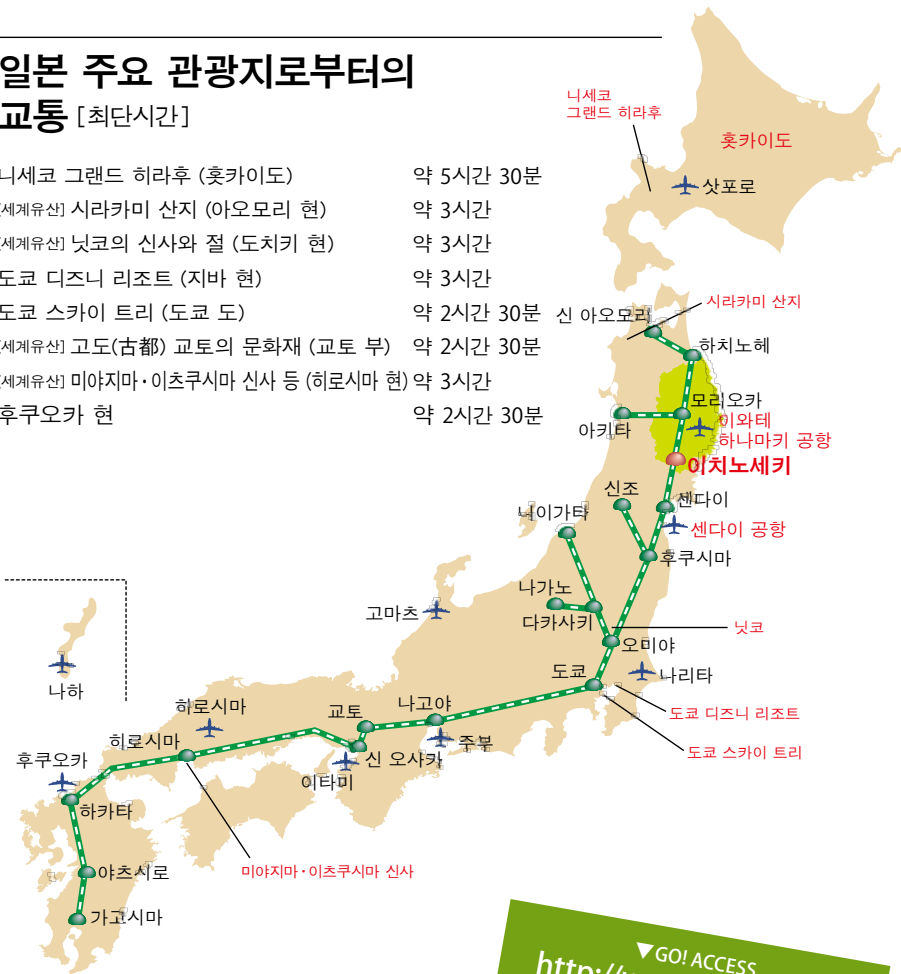 일본 주요 관광지로부터의
교통 [최단시간]
니세코 그랜드 히라후 (홋카이도) 약 5시간 30분
[세계유산] 시라카미 산지 (아오모리 현) 약 3시간
[세계유산] 닛코의 신사와 절 (도치키 현) 약 3시간
도쿄 디즈니 리조트 (지바 현) 약 3시간
도쿄 스카이 트리 (도쿄 도) 약 2시간 30분
[세계유산] 고도(古都) 교토의 문화재 (교토 부) 약 2시간 30분
[세계유산] 미야지마·이츠쿠시마 신사 등 (히로시마 현) 약 3시간
후쿠오카 현 약 2시간 30분
니세코
그랜드 히라후
홋카이도
삿포로
시라카미 산지
신 아오모리
하치노헤
모리오카
아키타
이와테
하나마키 공항
이치노세키
신조
센다이
니이가타
센다이 공항
후쿠시마
나가노
고마츠
다카사키
닛코
오미야
도쿄
나리타
나하
히로시마
교토
나고야
도쿄 디즈니 리조트
히로시마
주부
신 오사카
도쿄 스카이 트리
후쿠오카
이타미
하카타
야츠시로
미야지마·이츠쿠시마 신사
가고시마
▼GO! ACCESS